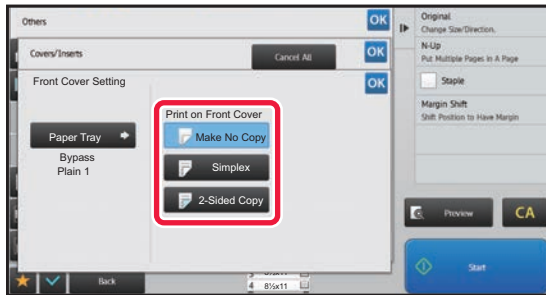 Others
OK
Covers/Inserts
Cancel All
OK
Front Cover Setting
OK
Paper Tray
Bypass
Plain 1
Print on Front Cover
Make No Copy
Simplex
2-Sided Copy
Original
Change Size/Direction.
N-Up
Put Multiple Pages in A Page
Staple
Margin Shift
Shift Position to Have Margin
Preview
CA
Start
Back
4 8½x11